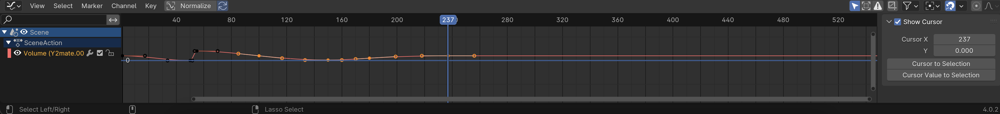 View Select Marker Channel Key Normalize
40 80 120 160 200 237 280 320 360 400 440 480 520
Show Cursor
Scene
Cursor X 237
SceneAction
Y 0.000
Volume (Y2mate.00
0
Cursor to Selection
Cursor Value to Selection
Select Left/Right Lasso Select 4.0.2